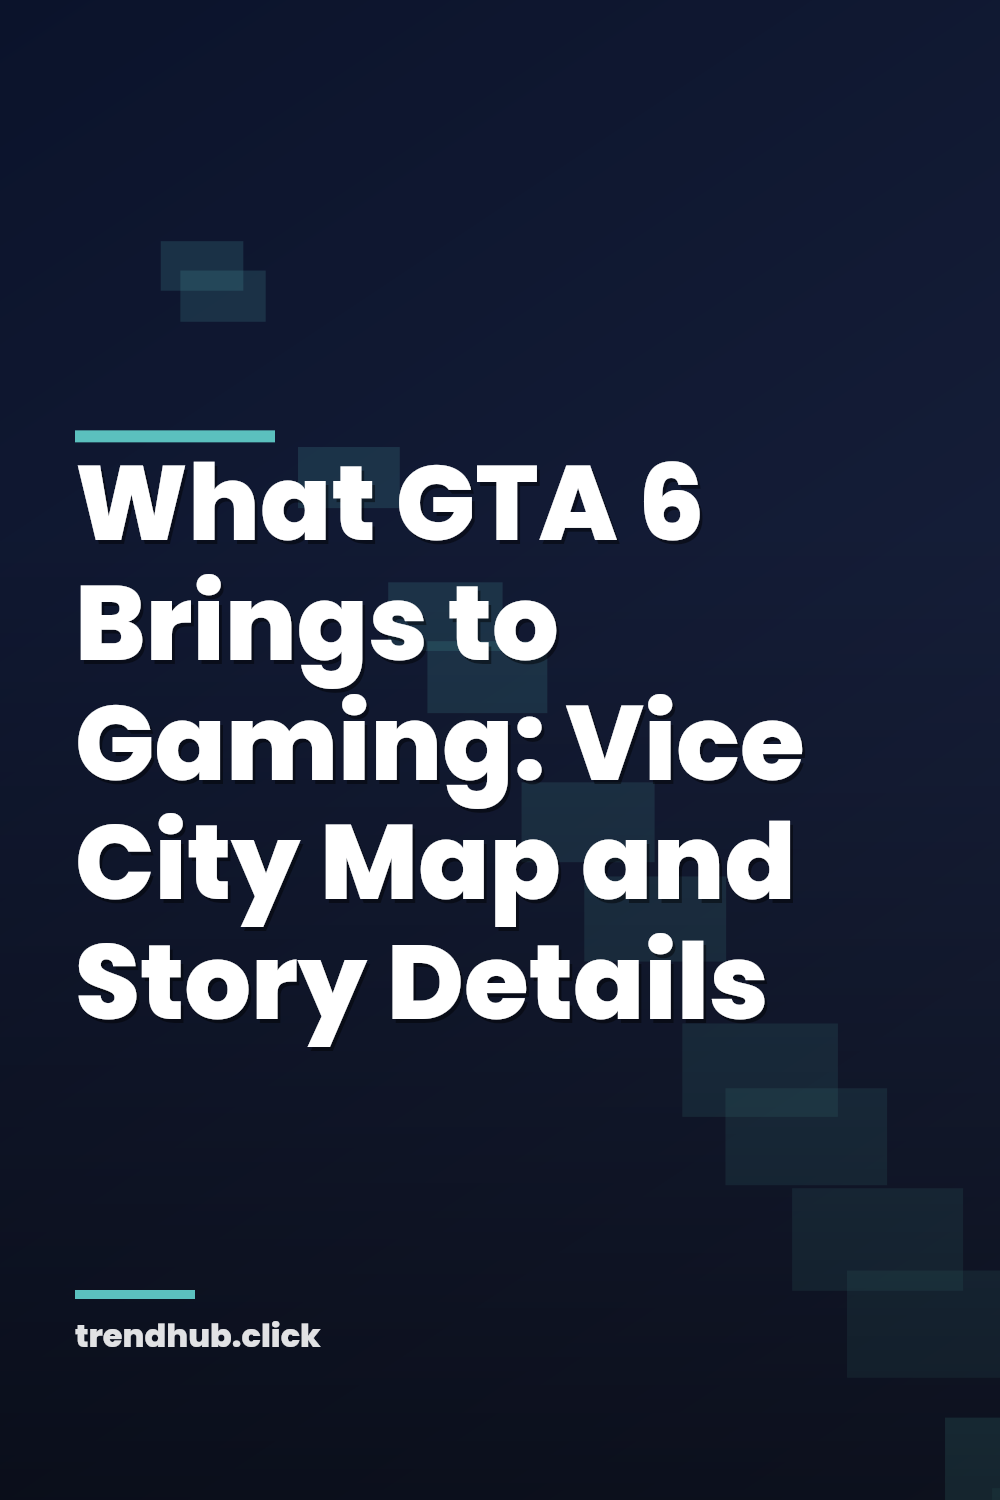 What GTA 6
Brings to
Gaming: Vice
City Map and
Story Details
trendhub.click